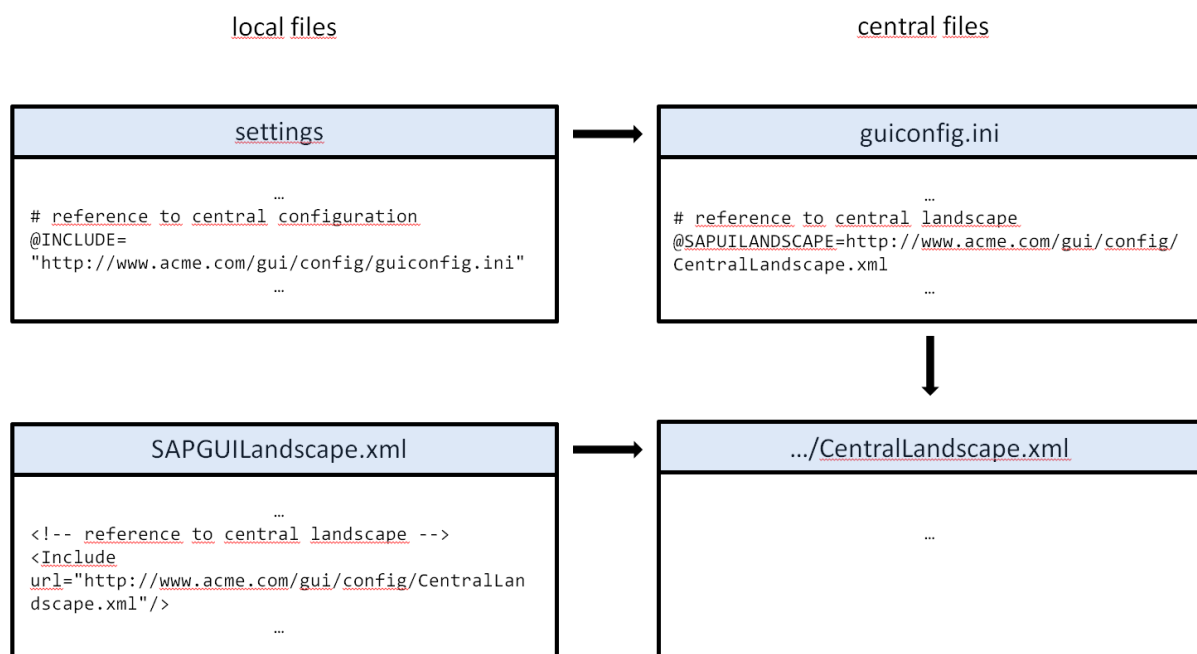 local files
central files
settings
…
# reference to central configuration
@INCLUDE=
"http://www.acme.com/gui/config/guiconfig.ini"
…
guiconfig.ini
…
# reference to central landscape
@SAPUILANDSCAPE=http://www.acme.com/gui/config/
CentralLandscape.xml
…
SAPGUILandscape.xml
…
<!-- reference to central landscape -->
<Include
url="http://www.acme.com/gui/config/CentralLan
dscape.xml"/>
…
.../CentralLandscape.xml
…